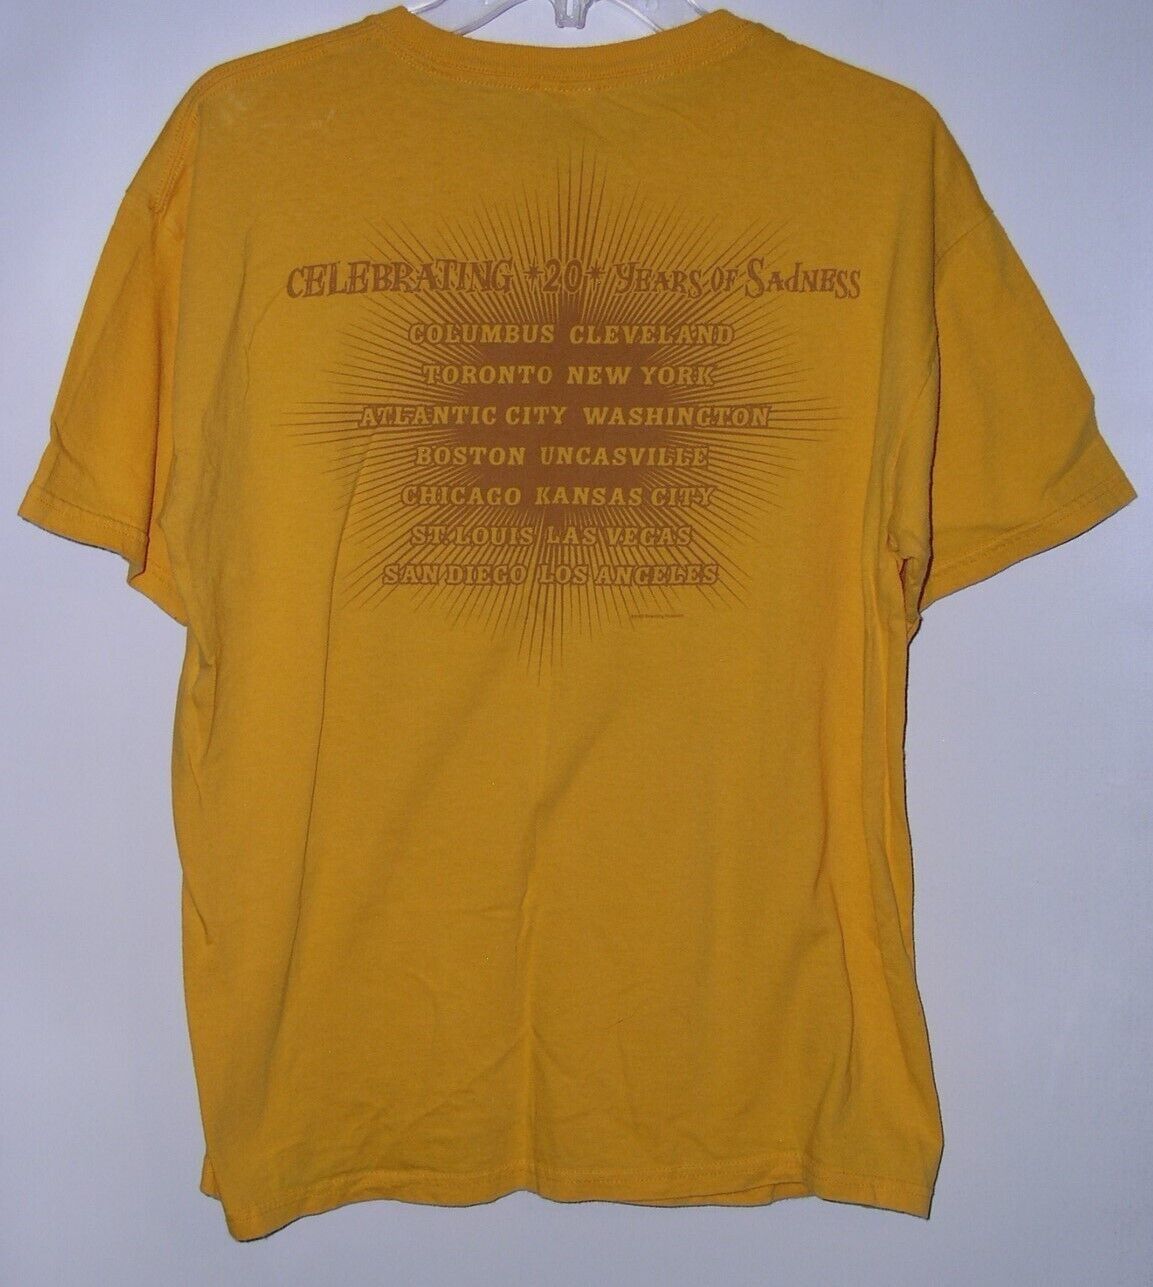 CELEBRATING *20* YEARS OF SADNESS
COLUMBUS CLEVELAND
TORONTO NEW YORK
ATLANTIC CITY WASHINGTON
BOSTON UNCASVILLE
CHICAGO KANSAS CITY
ST. LOUIS LAS VEGAS
SAN DIEGO LOS ANGELES